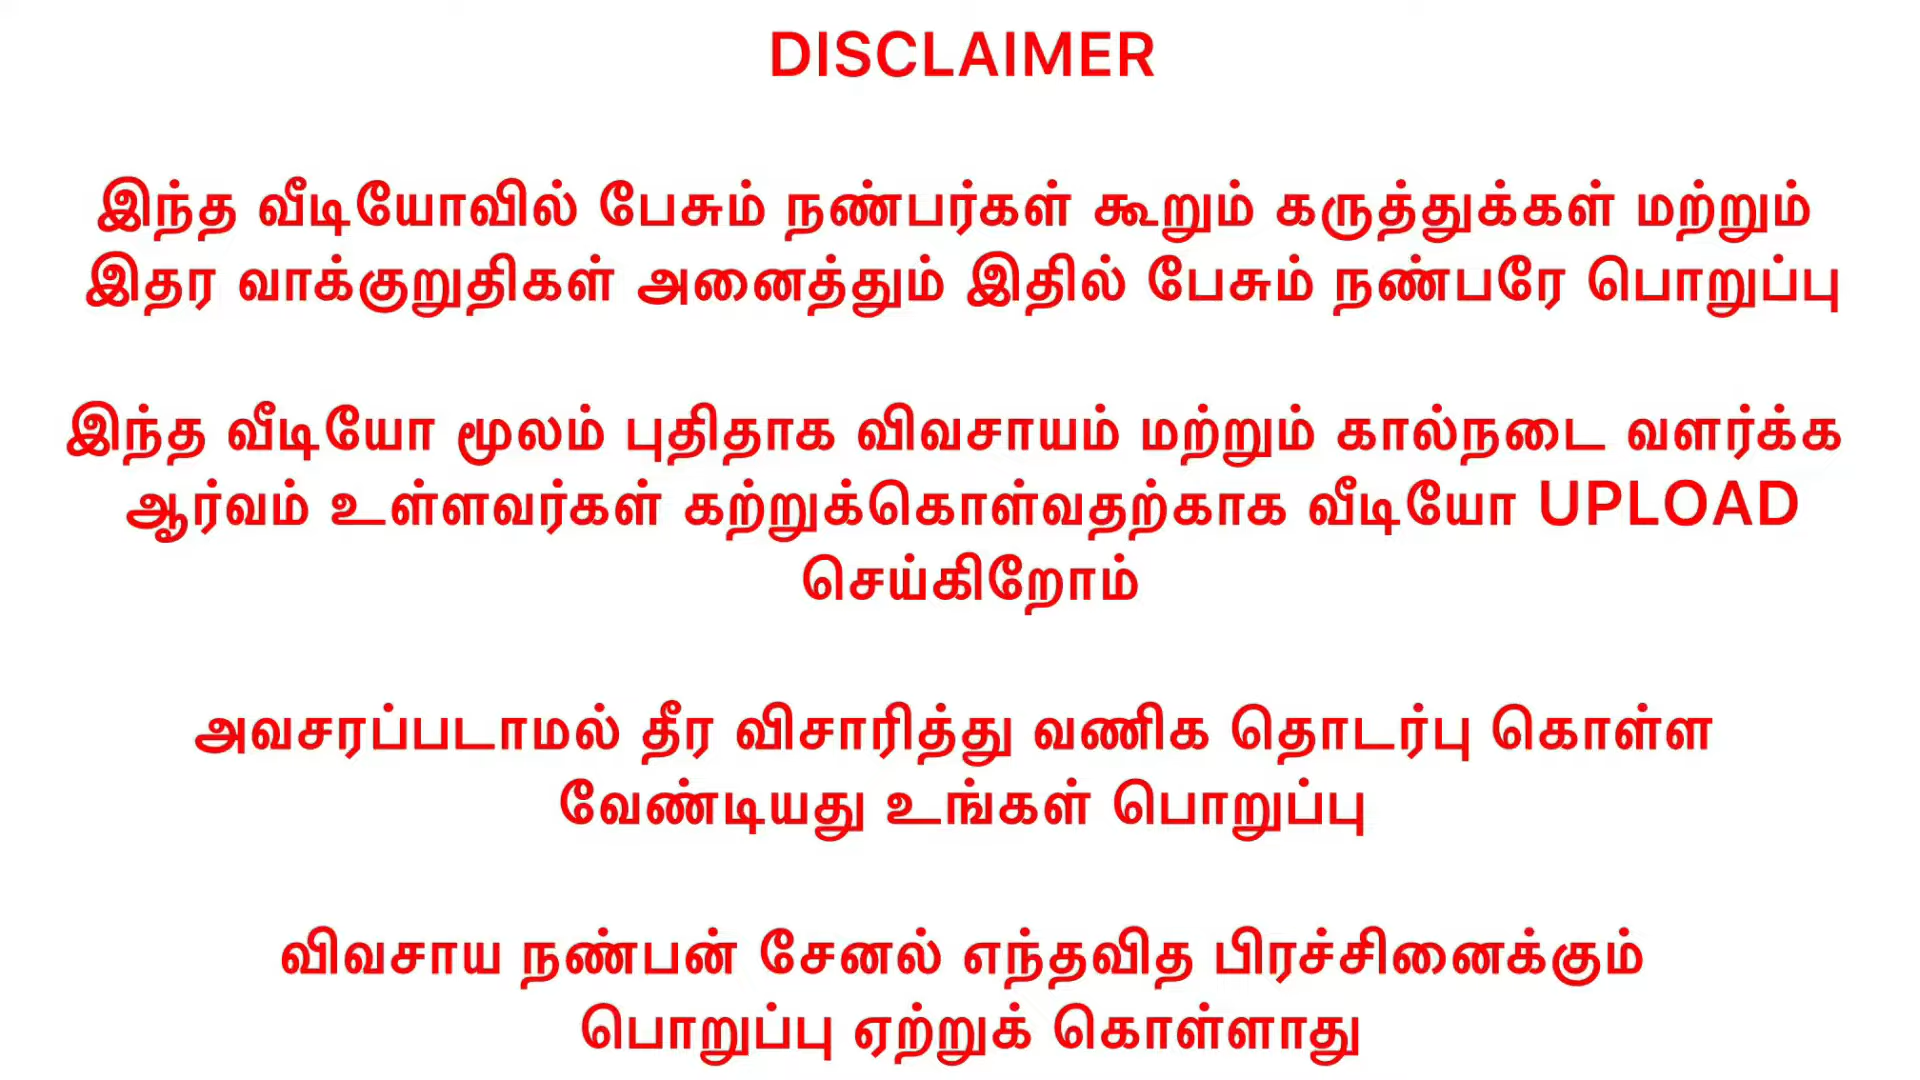 DISCLAIMER
இந்த வீடியோவில் பேசும் நண்பர்கள் கூறும் கருத்துக்கள் மற்றும்
இதர வாக்குறுதிகள் அனைத்தும் இதில் பேசும் நண்பரே பொறுப்பு
இந்த வீடியோ மூலம் புதிதாக விவசாயம் மற்றும் கால்நடை வளர்க்க
ஆர்வம் உள்ளவர்கள் கற்றுக்கொள்வதற்காக வீடியோ UPLOAD
செய்கிறோம்
அவசரப்படாமல் தீர விசாரித்து வணிக தொடர்பு கொள்ள
வேண்டியது உங்கள் பொறுப்பு
விவசாய நண்பன் சேனல் எந்தவித பிரச்சினைக்கும்
பொறுப்பு ஏற்றுக் கொள்ளாது